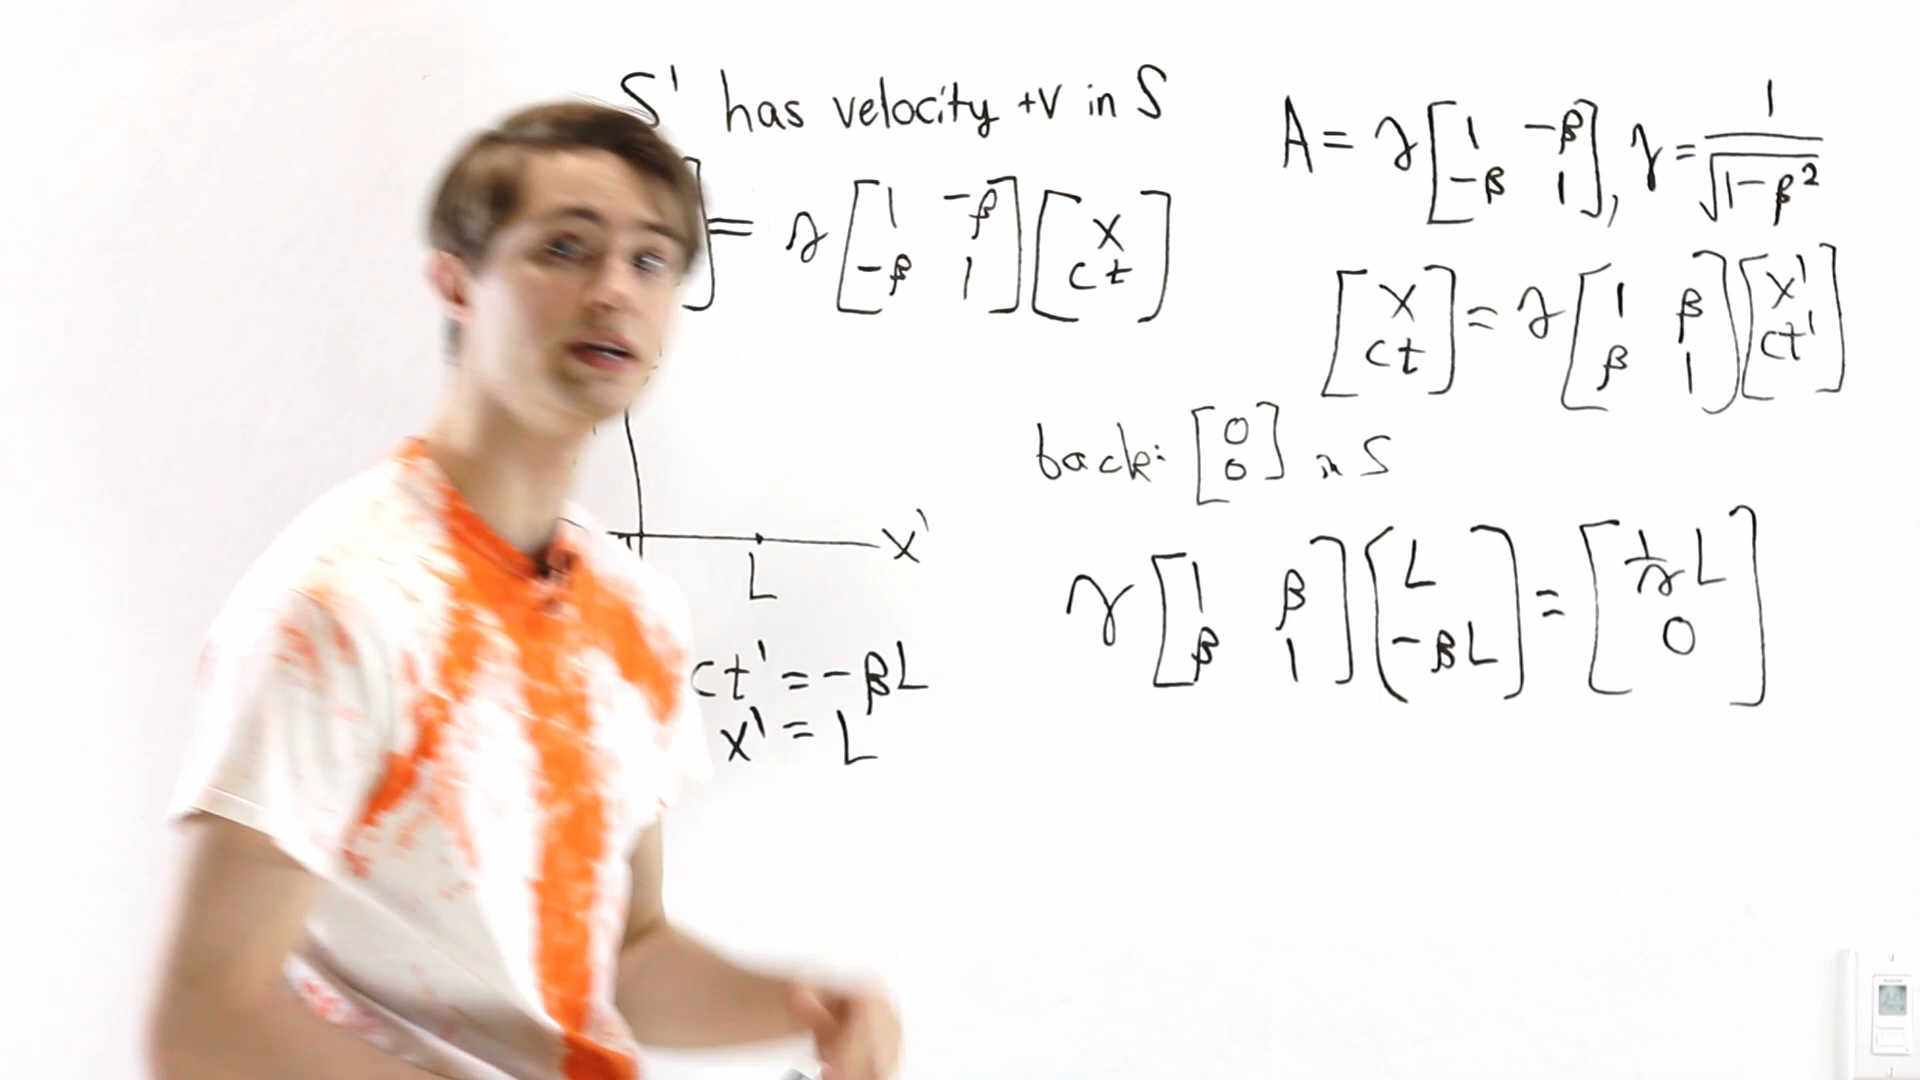 S' has velocity +v in S
] = γ [1 -β; -β 1] [x; ct]
x'
L
ct' = -βL
x' = L
A = γ [1 -β; -β 1], γ = 1/√(1-β²)
[x; ct] = γ [1 β; β 1] [x'; ct']
back: [0; 0] in S
γ [1 β; β 1] [L; -βL] = [1/γ L; 0]